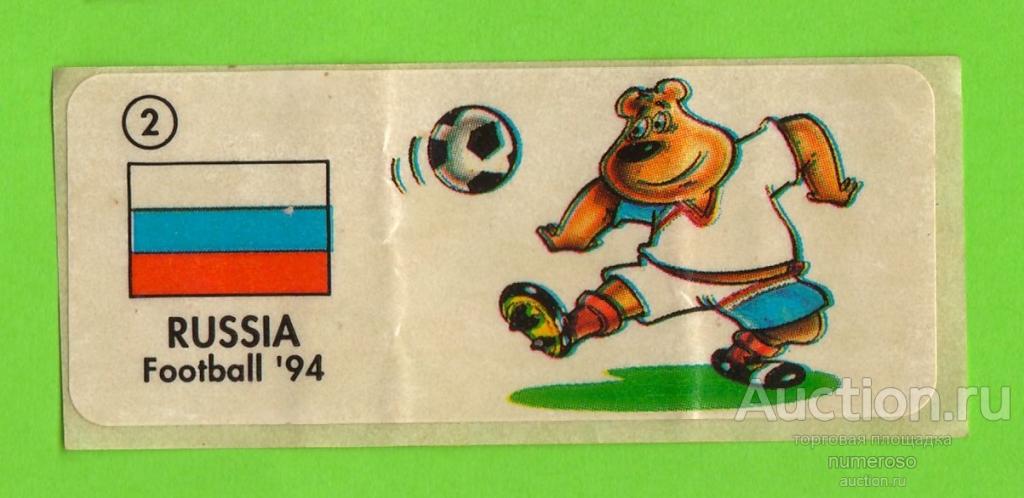 2
RUSSIA
Football '94
Auction.ru
торговая площадка
numeroso
auction.ru